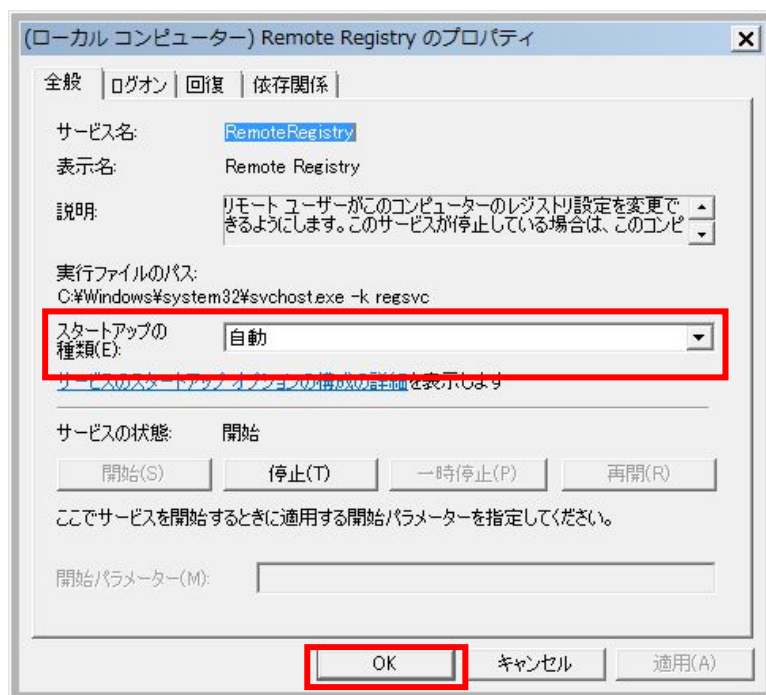 (ローカル コンピューター) Remote Registry のプロパティ
全般 ログオン 回復 依存関係
サービス名: RemoteRegistry
表示名: Remote Registry
説明: リモート ユーザーがこのコンピューターのレジストリ設定を変更で
きるようにします。このサービスが停止している場合は、このコンピ
実行ファイルのパス:
C:¥Windows¥system32¥svchost.exe -k regsvc
スタートアップの
種類(E): 自動
サービスのスタートアップ オプションの構成の詳細を表示します
サービスの状態: 開始
開始(S) 停止(T) 一時停止(P) 再開(R)
ここでサービスを開始するときに適用する開始パラメーターを指定してください。
開始パラメーター(M):
OK キャンセル 適用(A)